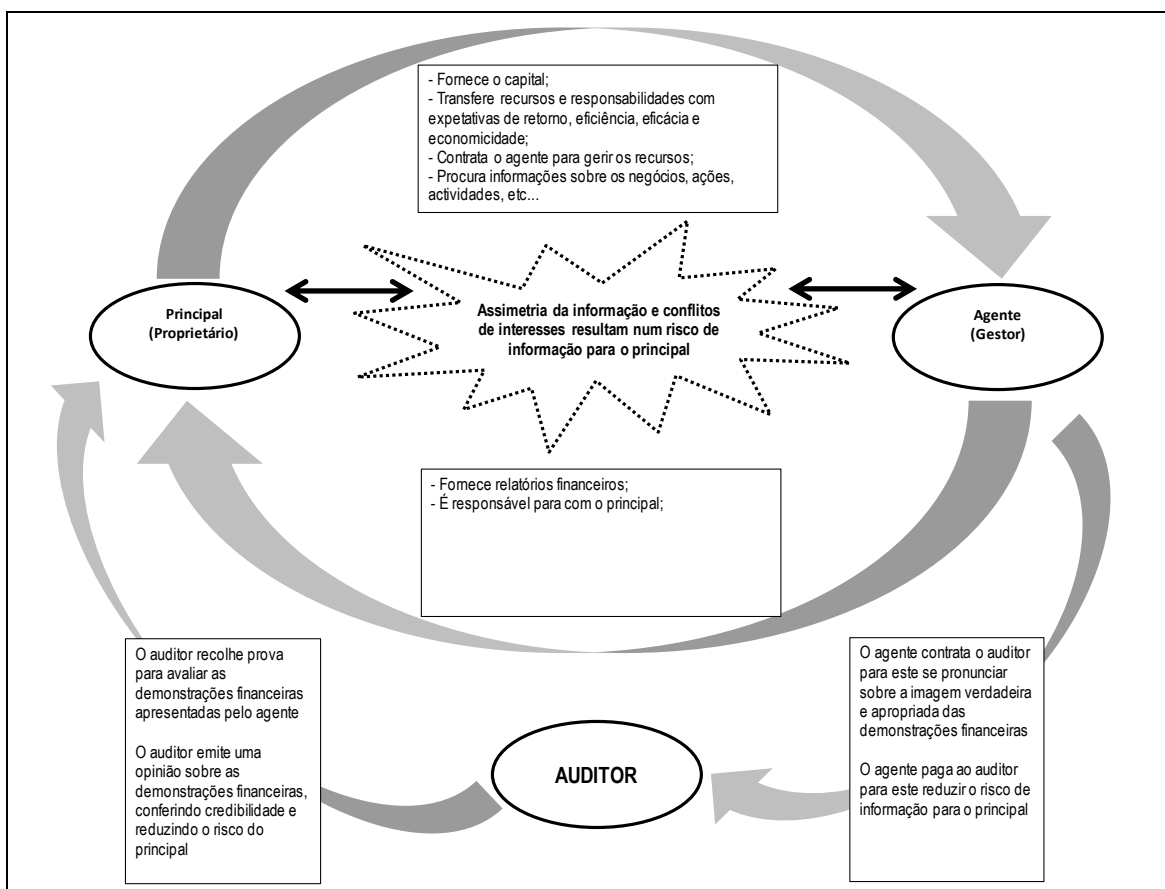 - Fornece o capital;
- Transfere recursos e responsabilidades com
expetativas de retorno, eficiência, eficácia e
economicidade;
- Contrata o agente para gerir os recursos;
- Procura informações sobre os negócios, ações,
actividades, etc...
Principal
(Proprietário)
Assimetria da informação e conflitos
de interesses resultam num risco de
informação para o principal
Agente
(Gestor)
- Fornece relatórios financeiros;
- É responsável para com o principal;
O auditor recolhe prova
para avaliar as
demonstrações financeiras
apresentadas pelo agente
O auditor emite uma
opinião sobre as
demonstrações financeiras,
conferindo credibilidade e
reduzindo o risco do
principal
AUDITOR
O agente contrata o auditor
para este se pronunciar
sobre a imagem verdadeira
e apropriada das
demonstrações financeiras
O agente paga ao auditor
para este reduzir o risco de
informação para o principal